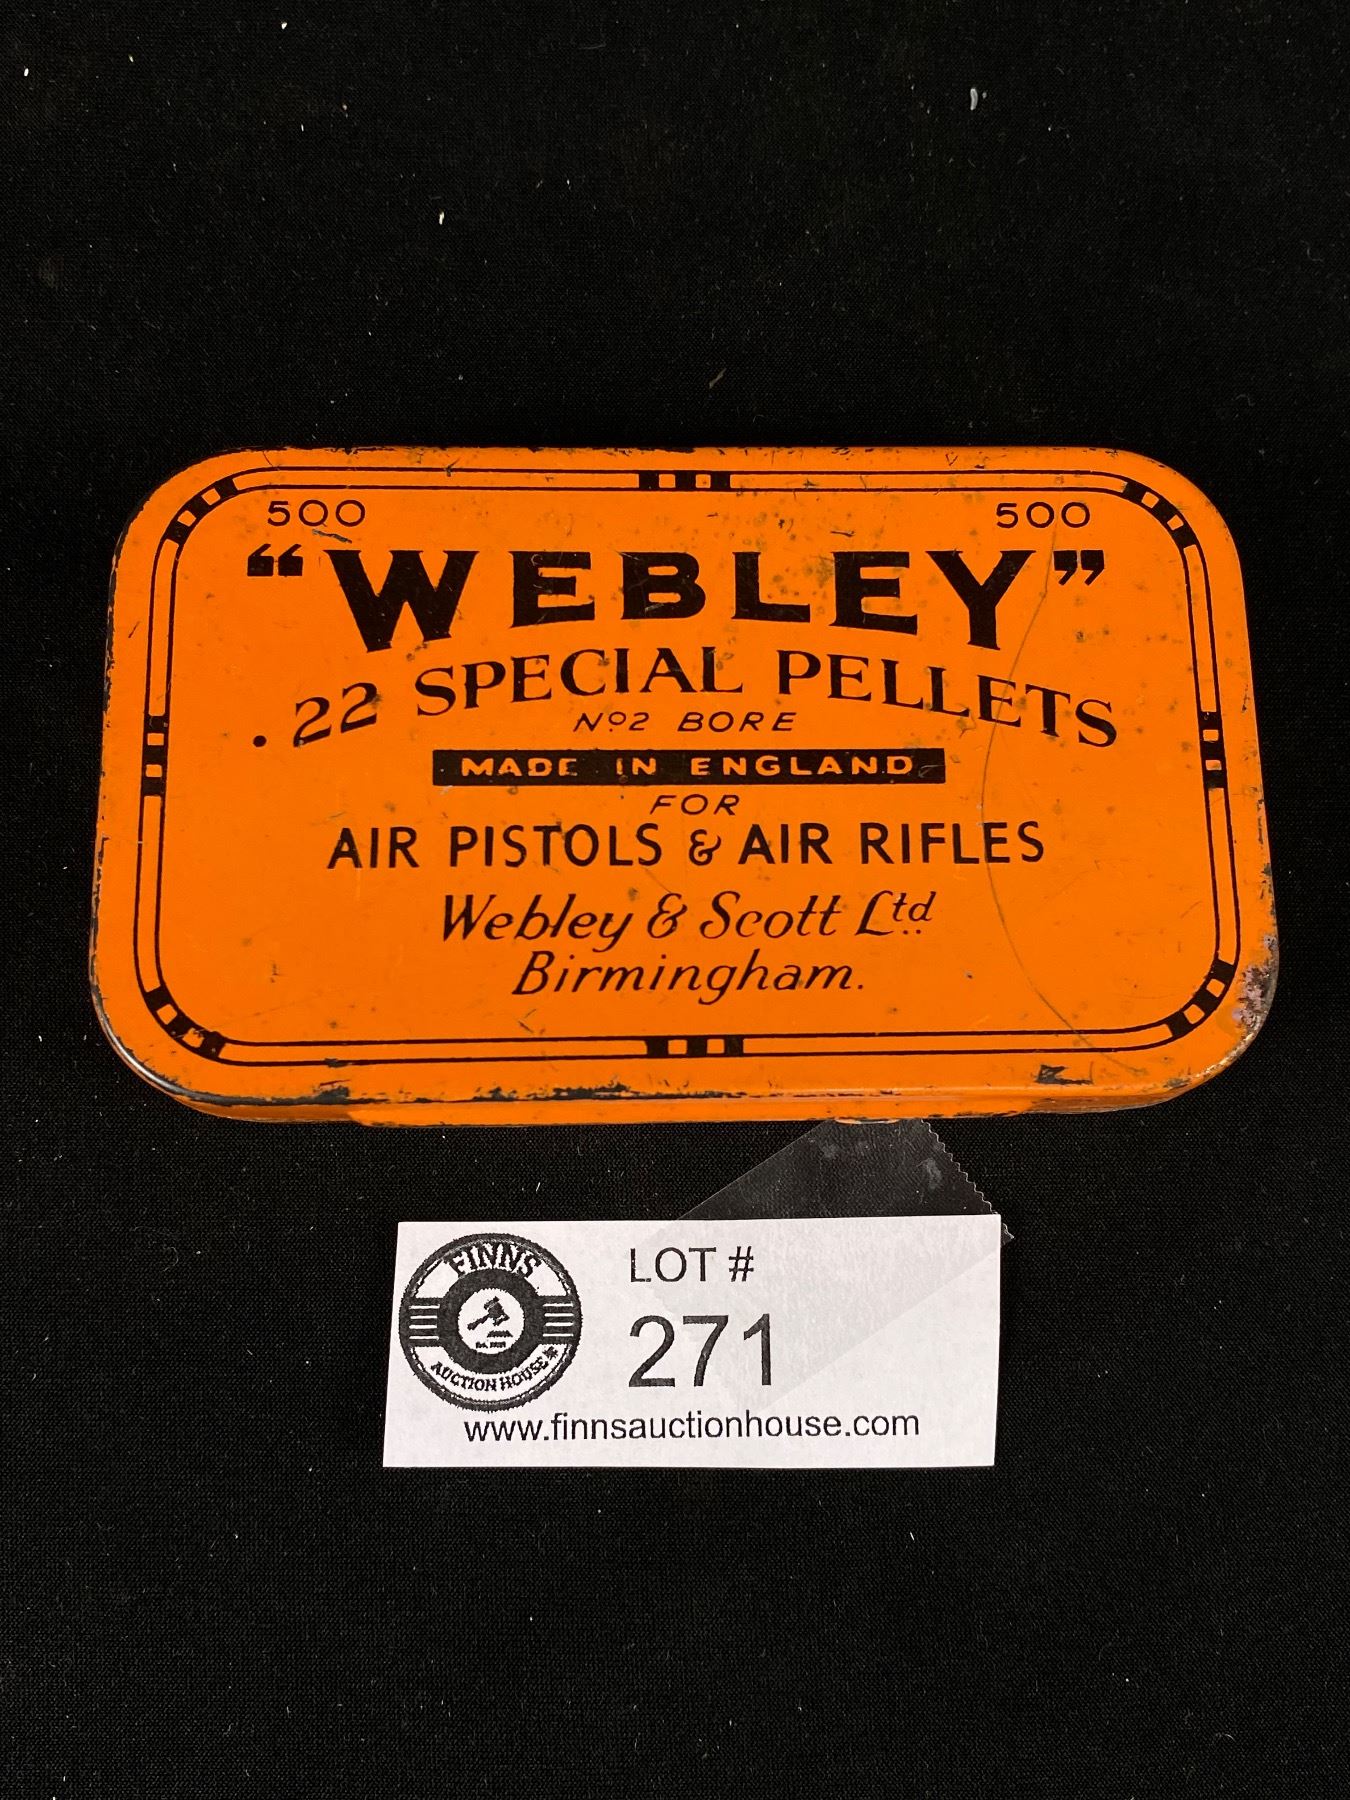 500 500
“WEBLEY”
.22 SPECIAL PELLETS
Nº2 BORE
MADE IN ENGLAND
FOR
AIR PISTOLS & AIR RIFLES
Webley & Scott Ltd
Birmingham.
FINNS
AUCTION HOUSE
LOT #
271
www.finnsauctionhouse.com